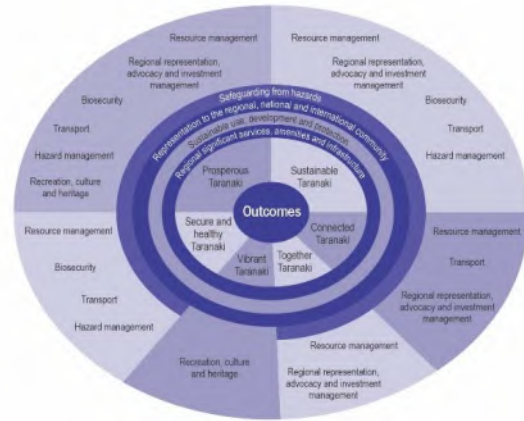 Resource management
Regional representation,
advocacy and investment
management
Biosecurity
Transport
Hazard management
Recreation, culture
and heritage
Resource management
Regional representation,
advocacy and investment
management
Biosecurity
Transport
Hazard management
Safeguarding from hazards
Representation to the regional, national and international community
Sustainable use, development and protection
Regional significant services, amenities and infrastructure
Prosperous
Taranaki
Sustainable
Taranaki
Outcomes
Secure and
healthy
Taranaki
Connected
Taranaki
Vibrant
Taranaki
Together
Taranaki
Resource management
Biosecurity
Transport
Hazard management
Resource management
Transport
Regional representation,
advocacy and investment
management
Recreation, culture
and heritage
Resource management
Regional representation,
advocacy and investment
management